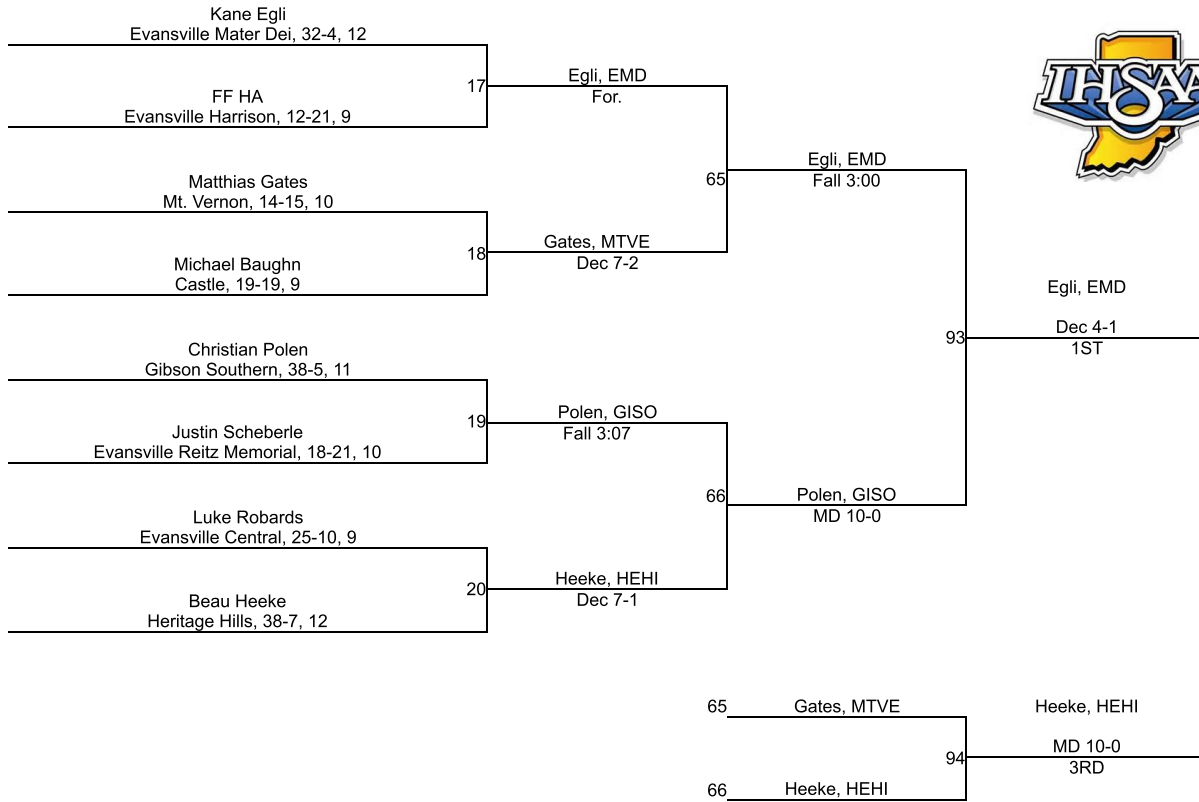 Kane Egli
Evansville Mater Dei, 32-4, 12
FF HA
Evansville Harrison, 12-21, 9
Matthias Gates
Mt. Vernon, 14-15, 10
Michael Baughn
Castle, 19-19, 9
Christian Polen
Gibson Southern, 38-5, 11
Justin Scheberle
Evansville Reitz Memorial, 18-21, 10
Luke Robards
Evansville Central, 25-10, 9
Beau Heeke
Heritage Hills, 38-7, 12
17
Egli, EMD
For.
18
Gates, MTVE
Dec 7-2
19
Polen, GISO
Fall 3:07
20
Heeke, HEHI
Dec 7-1
65
Egli, EMD
Fall 3:00
66
Polen, GISO
MD 10-0
IHSAA
93
Egli, EMD
Dec 4-1
1ST
65
Gates, MTVE
66
Heeke, HEHI
94
Heeke, HEHI
MD 10-0
3RD